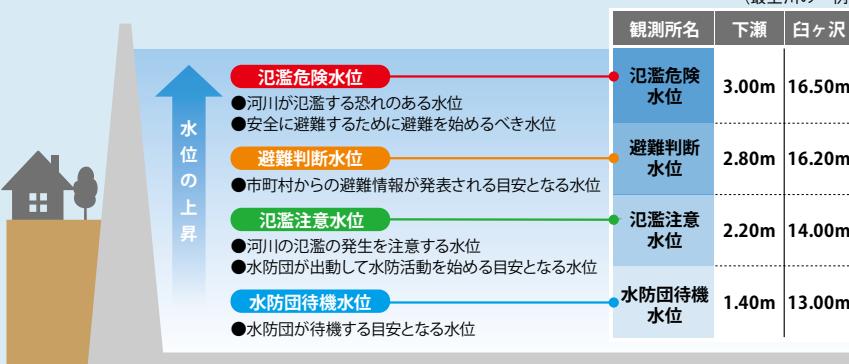 観測所名 下瀬 臼ヶ沢
氾濫危険水位
●河川が氾濫する恐れのある水位
●安全に避難するために避難を始めるべき水位
氾濫危険
水位
3.00m 16.50m
避難判断水位
●市町村からの避難情報が発表される目安となる水位
避難判断
水位
2.80m 16.20m
氾濫注意水位
●河川の氾濫の発生を注意する水位
●水防団が出動して水防活動を始める目安となる水位
氾濫注意
水位
2.20m 14.00m
水防団待機水位
●水防団が待機する目安となる水位
水防団待機
水位
1.40m 13.00m
水位の上昇